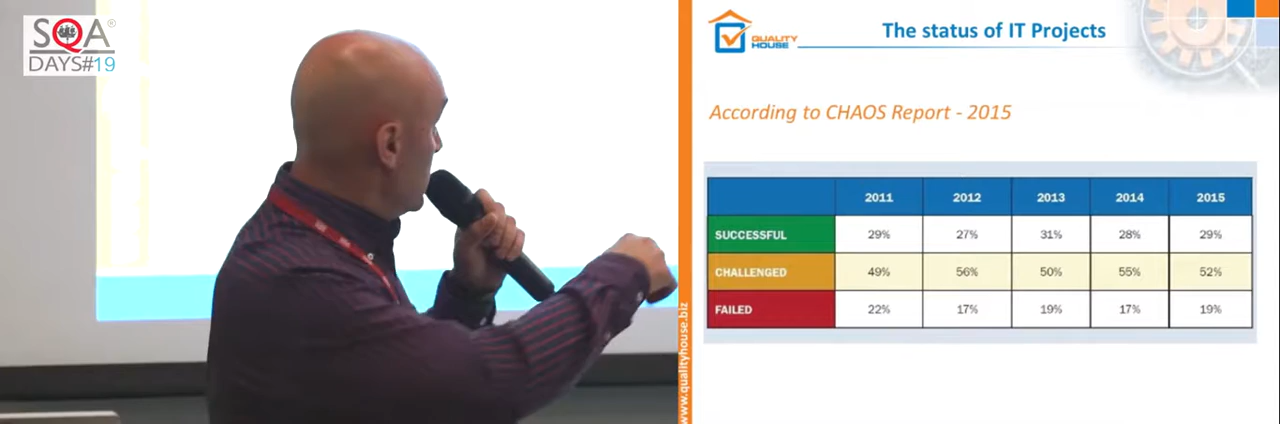 SQA®
DAYS#19
QUALITY
HOUSE
The status of IT Projects
According to CHAOS Report - 2015
2011 2012 2013 2014 2015
SUCCESSFUL 29% 27% 31% 28% 29%
CHALLENGED 49% 56% 50% 55% 52%
FAILED 22% 17% 19% 17% 19%
www.qualityhouse.biz